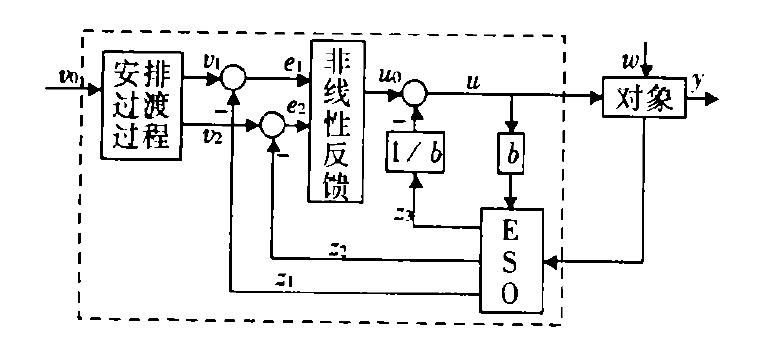 v₀
安排
过渡
过程
v₁
v₂
−
−
e₁
e₂
非
线
性
反
馈
u₀
−
u
1/b
b
w
对象
y
z₃
z₂
z₁
E
S
O